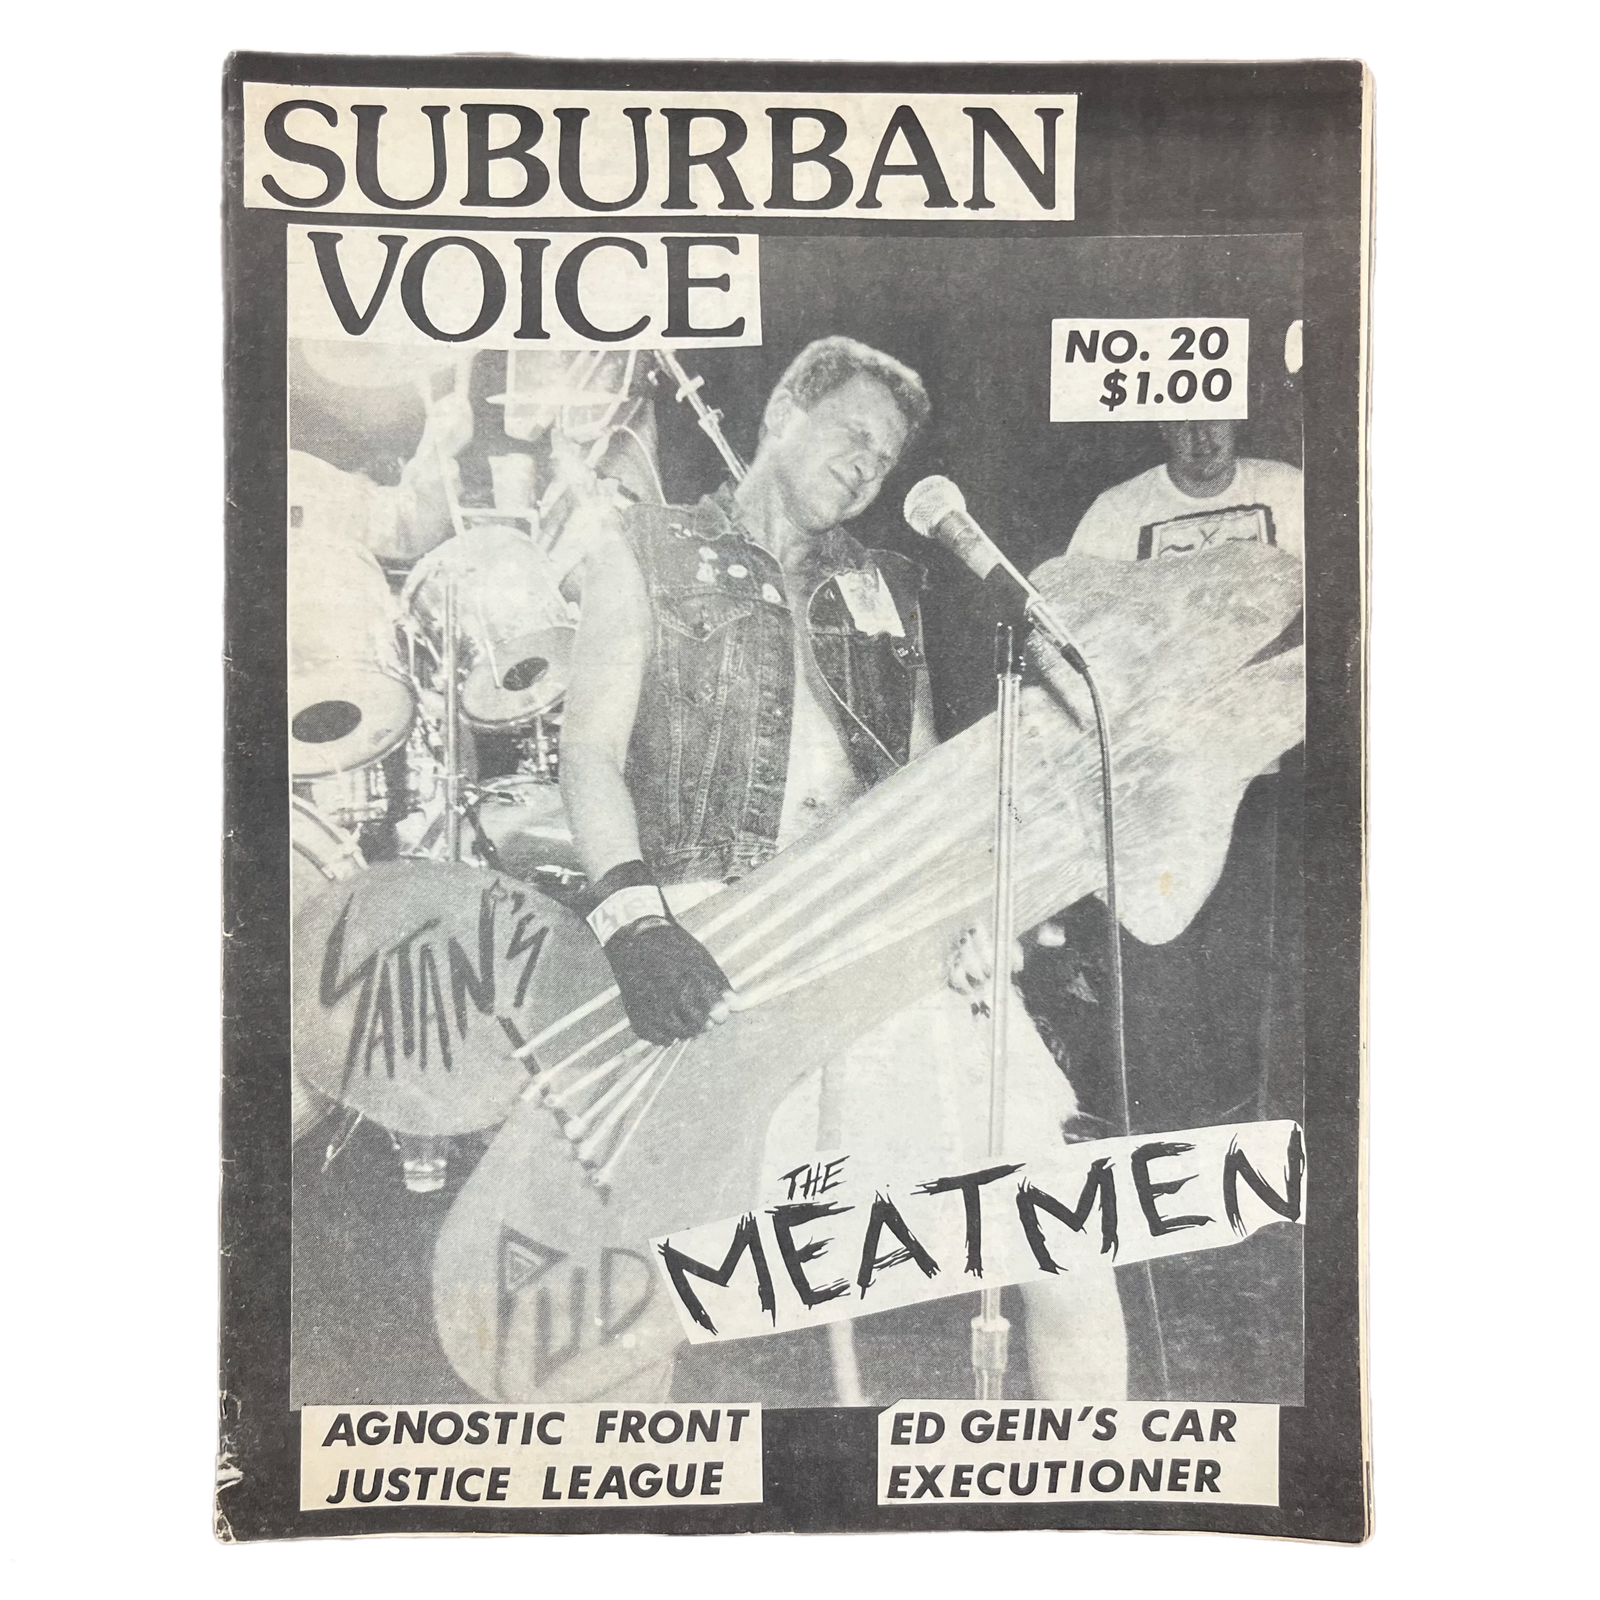 SUBURBAN
VOICE
NO. 20
$1.00
SATAN'S
PUD
THE
MEATMEN
AGNOSTIC FRONT
JUSTICE LEAGUE
ED GEIN'S CAR
EXECUTIONER